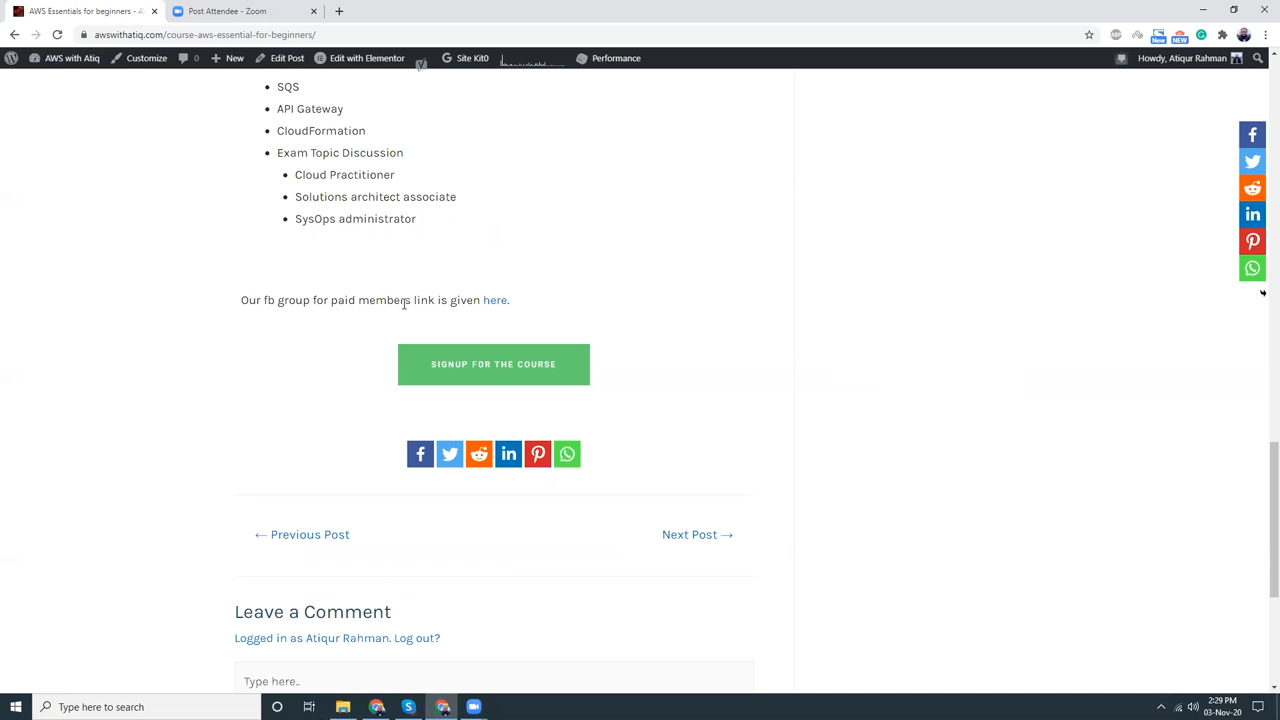 AWS Essentials for beginners - A
Post Attendee - Zoom
awswithatiq.com/course-aws-essential-for-beginners/
New
NEW
AWS with Atiq
Customize
0
New
Edit Post
Edit with Elementor
Site Kit0
Performance
Howdy, Atiqur Rahman
SQS
API Gateway
CloudFormation
Exam Topic Discussion
Cloud Practitioner
Solutions architect associate
SysOps administrator
Our fb group for paid members link is given here.
SIGNUP FOR THE COURSE
← Previous Post
Next Post →
Leave a Comment
Logged in as Atiqur Rahman. Log out?
Type here..
Type here to search
2:29 PM
03-Nov-20